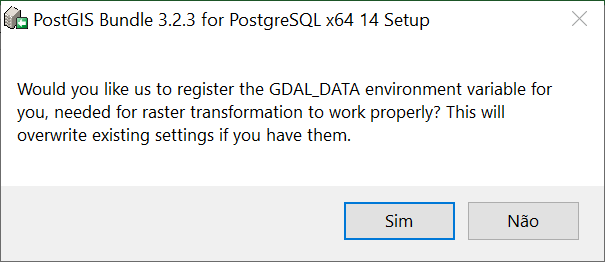 PostGIS Bundle 3.2.3 for PostgreSQL x64 14 Setup
Would you like us to register the GDAL_DATA environment variable for
you, needed for raster transformation to work properly? This will
overwrite existing settings if you have them.
Sim
Não